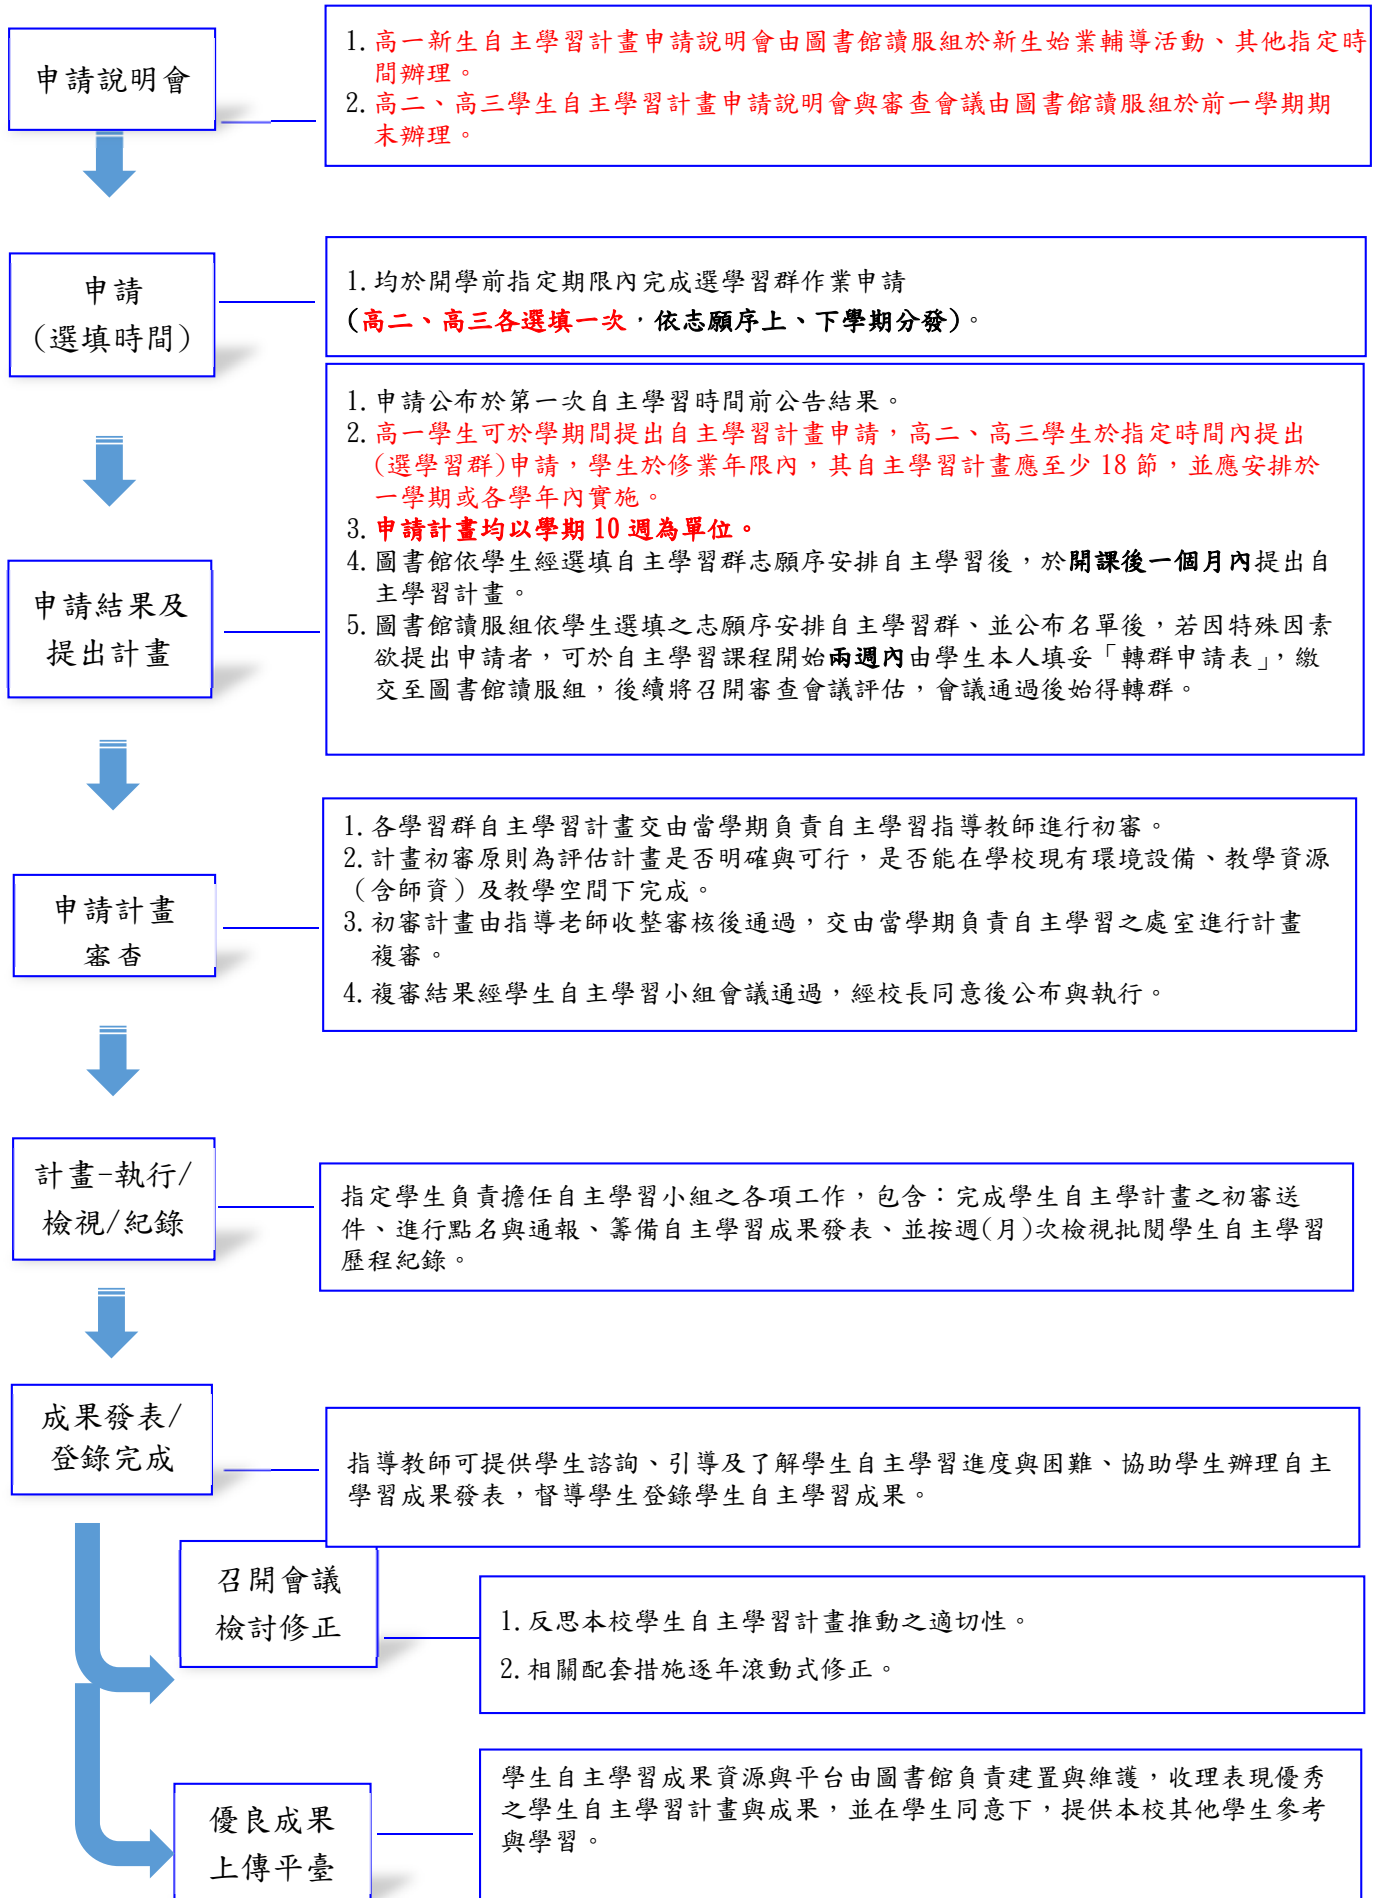 申請說明會
1.高一新生自主學習計畫申請說明會由圖書館讀服組於新生始業輔導活動、其他指定時
間辦理。
2.高二、高三學生自主學習計畫申請說明會與審查會議由圖書館讀服組於前一學期期
末辦理。
申請
(選填時間)
1.均於開學前指定期限內完成選學習群作業申請
(高二、高三各選填一次，依志願序上、下學期分發)。
申請結果及
提出計畫
1.申請公布於第一次自主學習時間前公告結果。
2.高一學生可於學期間提出自主學習計畫申請，高二、高三學生於指定時間內提出
(選學習群)申請，學生於修業年限內，其自主學習計畫應至少 18 節，並應安排於
一學期或各學年內實施。
3.申請計畫均以學期 10 週為單位。
4.圖書館依學生經選填自主學習群志願序安排自主學習後，於開課後一個月內提出自
主學習計畫。
5.圖書館讀服組依學生選填之志願序安排自主學習群、並公布名單後，若因特殊因素
欲提出申請者，可於自主學習課程開始兩週內由學生本人填妥「轉群申請表」，繳
交至圖書館讀服組，後續將召開審查會議評估，會議通過後始得轉群。
申請計畫
審查
1.各學習群自主學習計畫交由當學期負責自主學習指導教師進行初審。
2.計畫初審原則為評估計畫是否明確與可行，是否能在學校現有環境設備、教學資源
（含師資）及教學空間下完成。
3.初審計畫由指導老師收整審核後通過，交由當學期負責自主學習之處室進行計畫
複審。
4.複審結果經學生自主學習小組會議通過，經校長同意後公布與執行。
計畫-執行/
檢視/紀錄
指定學生負責擔任自主學習小組之各項工作，包含：完成學生自主學計畫之初審送
件、進行點名與通報、籌備自主學習成果發表、並按週(月)次檢視批閱學生自主學習
歷程紀錄。
成果發表/
登錄完成
指導教師可提供學生諮詢、引導及了解學生自主學習進度與困難、協助學生辦理自主
學習成果發表，督導學生登錄學生自主學習成果。
召開會議
檢討修正
1.反思本校學生自主學習計畫推動之適切性。
2.相關配套措施逐年滾動式修正。
優良成果
上傳平臺
學生自主學習成果資源與平台由圖書館負責建置與維護，收理表現優秀
之學生自主學習計畫與成果，並在學生同意下，提供本校其他學生參考
與學習。